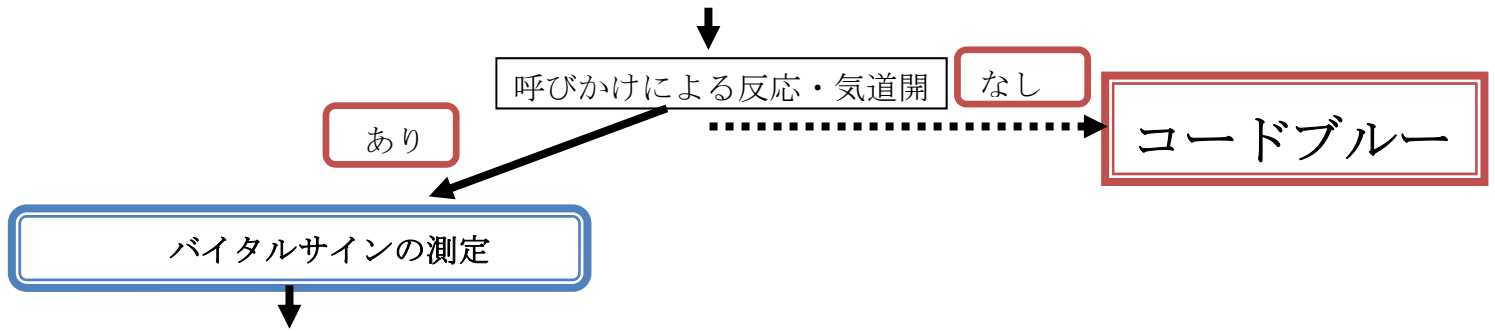 呼びかけによる反応・気道開
なし
コードブルー
あり
バイタルサインの測定